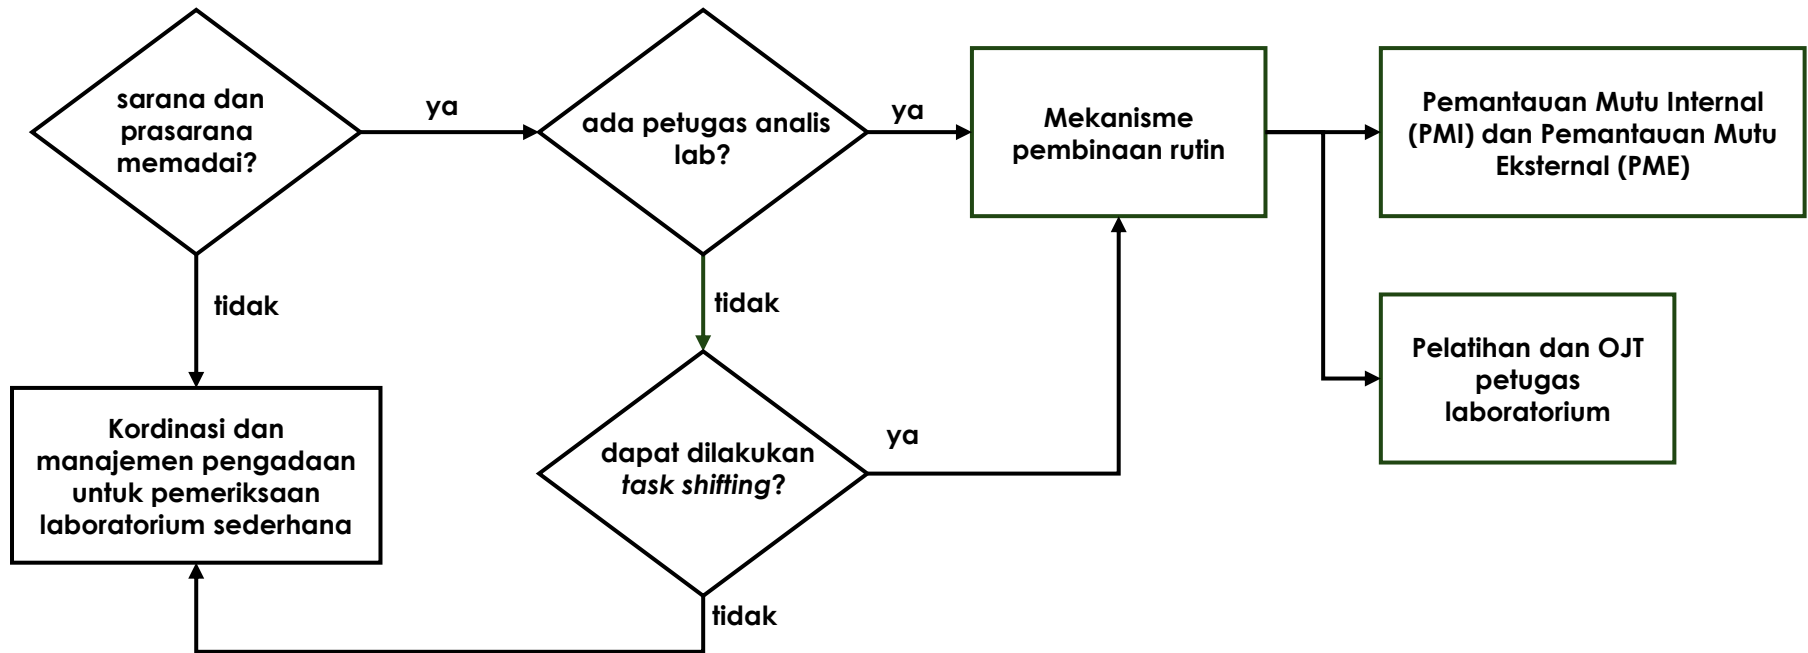 sarana dan
prasarana
memadai?
ya
ada petugas analis
lab?
ya
Mekanisme
pembinaan rutin
Pemantauan Mutu Internal
(PMI) dan Pemantauan Mutu
Eksternal (PME)
tidak
tidak
Pelatihan dan OJT
petugas
laboratorium
Kordinasi dan
manajemen pengadaan
untuk pemeriksaan
laboratorium sederhana
dapat dilakukan
task shifting?
ya
tidak